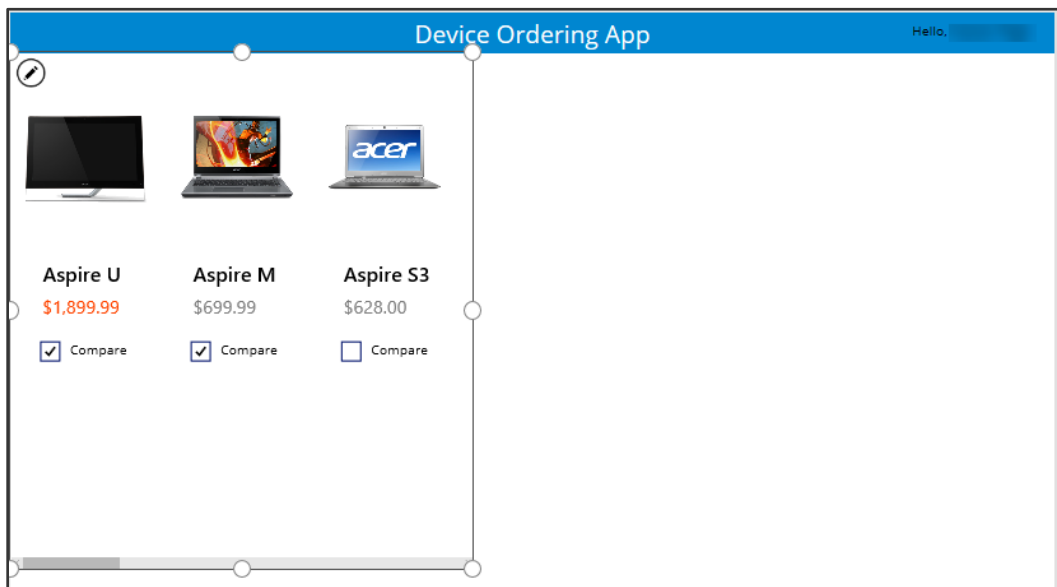 Device Ordering App
Hello,
acer
Aspire U
Aspire M
Aspire S3
$1,899.99
$699.99
$628.00
Compare
Compare
Compare